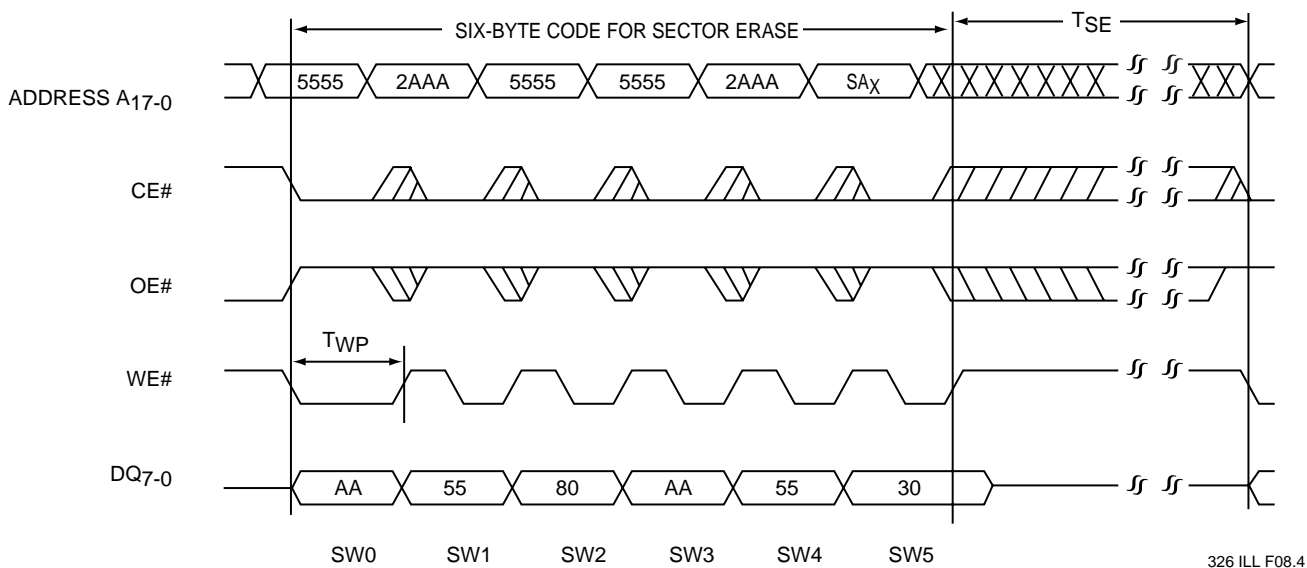 SIX-BYTE CODE FOR SECTOR ERASE
TSE
ADDRESS A17-0
5555 2AAA 5555 5555 2AAA SAX
CE#
OE#
TWP
WE#
DQ7-0
AA 55 80 AA 55 30
SW0 SW1 SW2 SW3 SW4 SW5
326 ILL F08.4